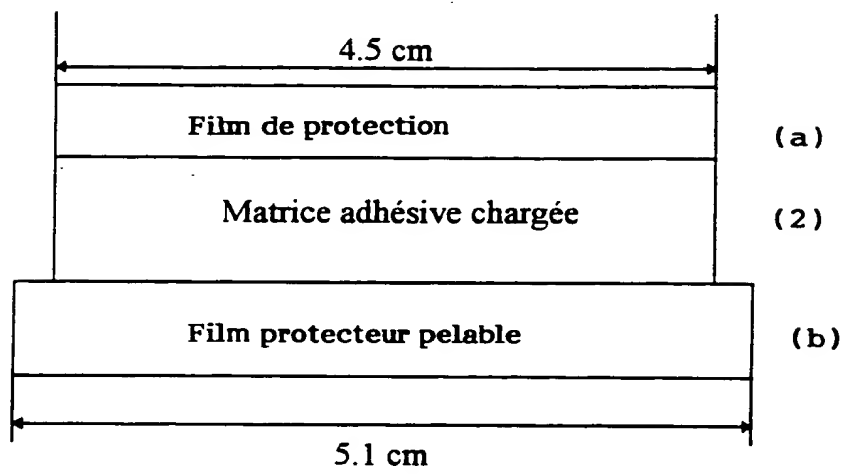 4.5 cm
Film de protection (a)
Matrice adhésive chargée (2)
Film protecteur pelable (b)
5.1 cm